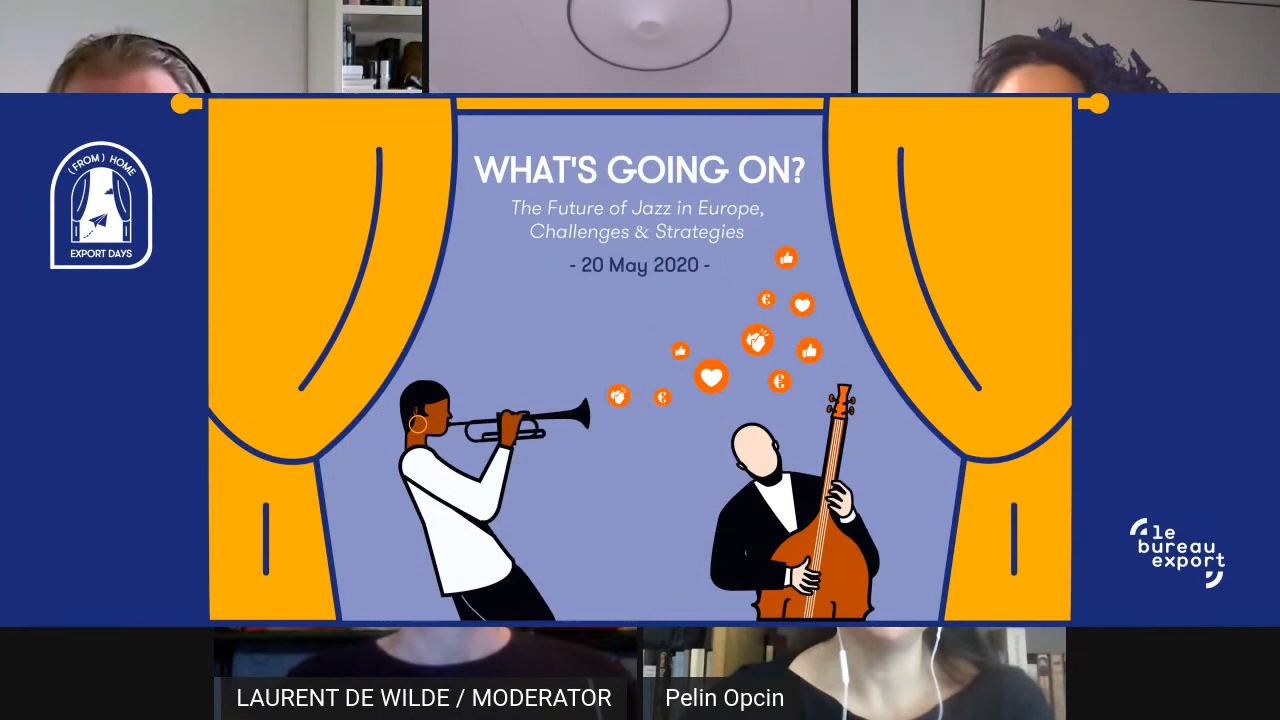 (FROM) HOME
EXPORT DAYS
WHAT'S GOING ON?
The Future of Jazz in Europe,
Challenges & Strategies
- 20 May 2020 -
€
€
€
le
bureau
export
LAURENT DE WILDE / MODERATOR
Pelin Opcin